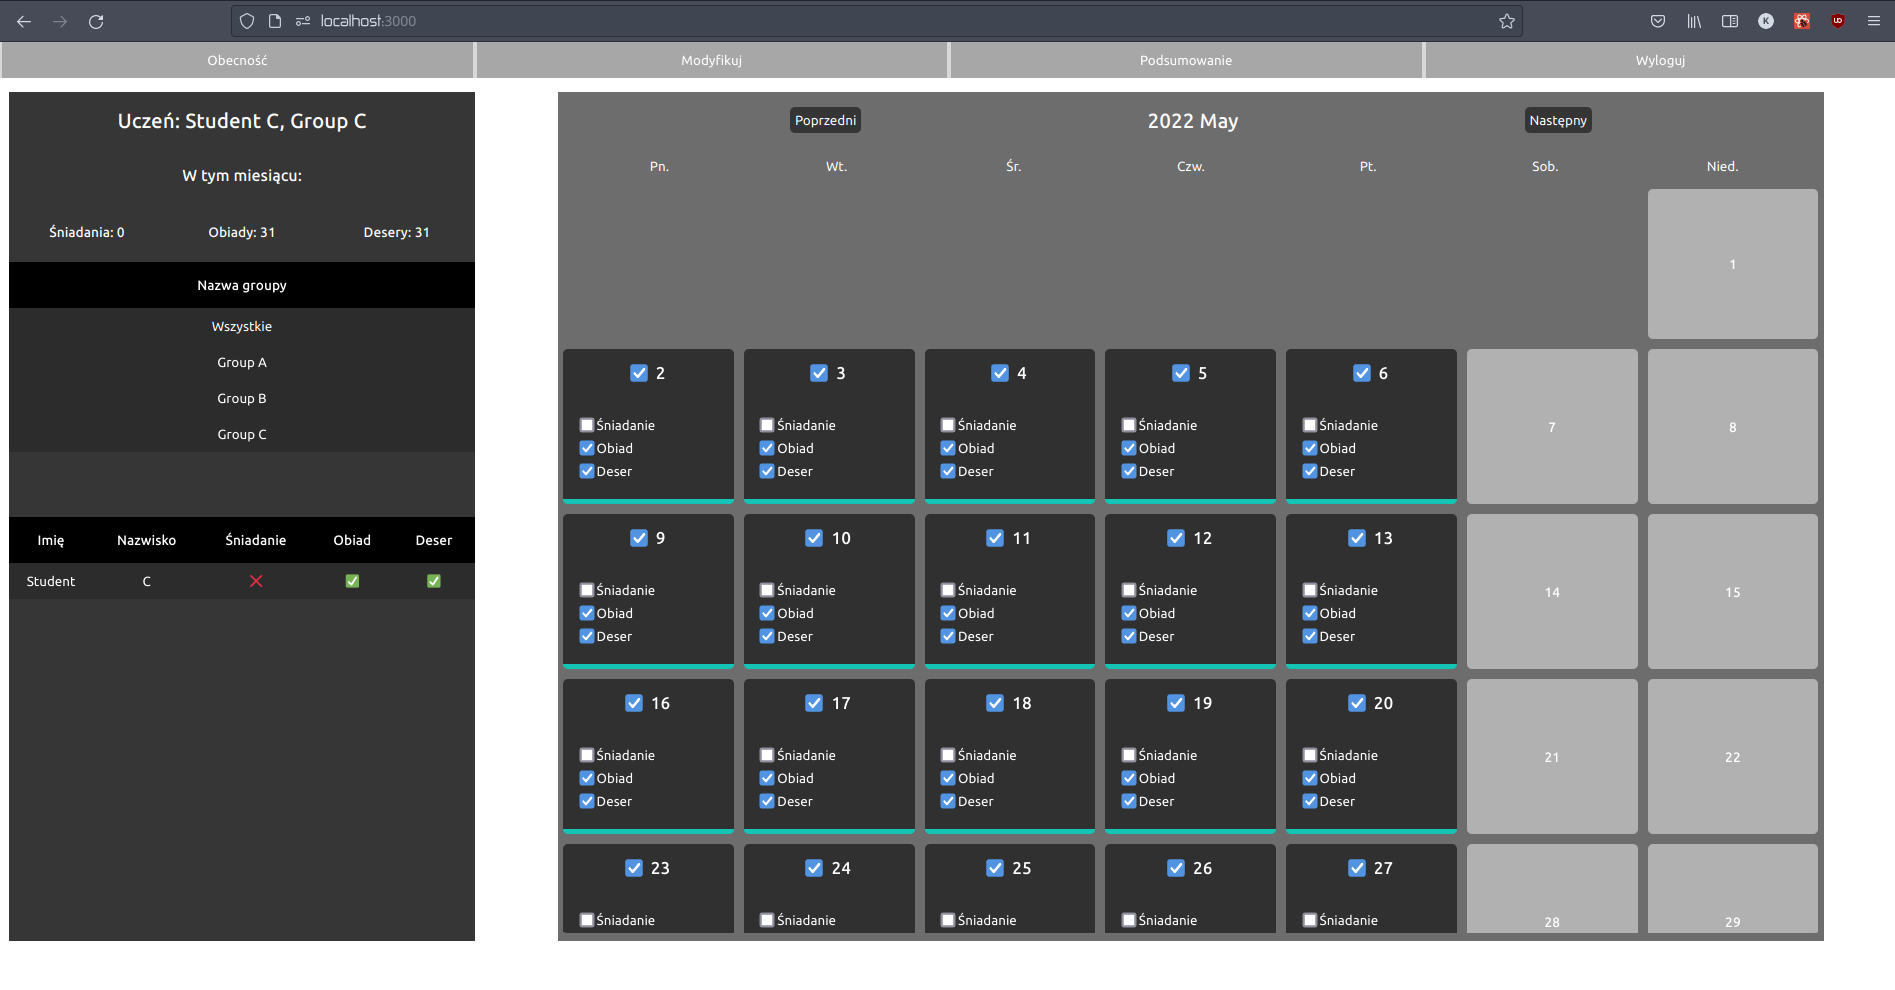 localhost:3000
Obecność Modyfikuj Podsumowanie Wyloguj
Uczeń: Student C, Group C
W tym miesiącu:
Śniadania: 0 Obiady: 31 Desery: 31
Nazwa groupy
Wszystkie
Group A
Group B
Group C
Imię Nazwisko Śniadanie Obiad Deser
Student C
Poprzedni 2022 May Następny
Pn. Wt. Śr. Czw. Pt. Sob. Nied.
1
2 3 4 5 6
Śniadanie Śniadanie Śniadanie Śniadanie Śniadanie
7 8
Obiad Obiad Obiad Obiad Obiad
Deser Deser Deser Deser Deser
9 10 11 12 13
Śniadanie Śniadanie Śniadanie Śniadanie Śniadanie
14 15
Obiad Obiad Obiad Obiad Obiad
Deser Deser Deser Deser Deser
16 17 18 19 20
Śniadanie Śniadanie Śniadanie Śniadanie Śniadanie
21 22
Obiad Obiad Obiad Obiad Obiad
Deser Deser Deser Deser Deser
23 24 25 26 27
Śniadanie Śniadanie Śniadanie Śniadanie Śniadanie
28 29